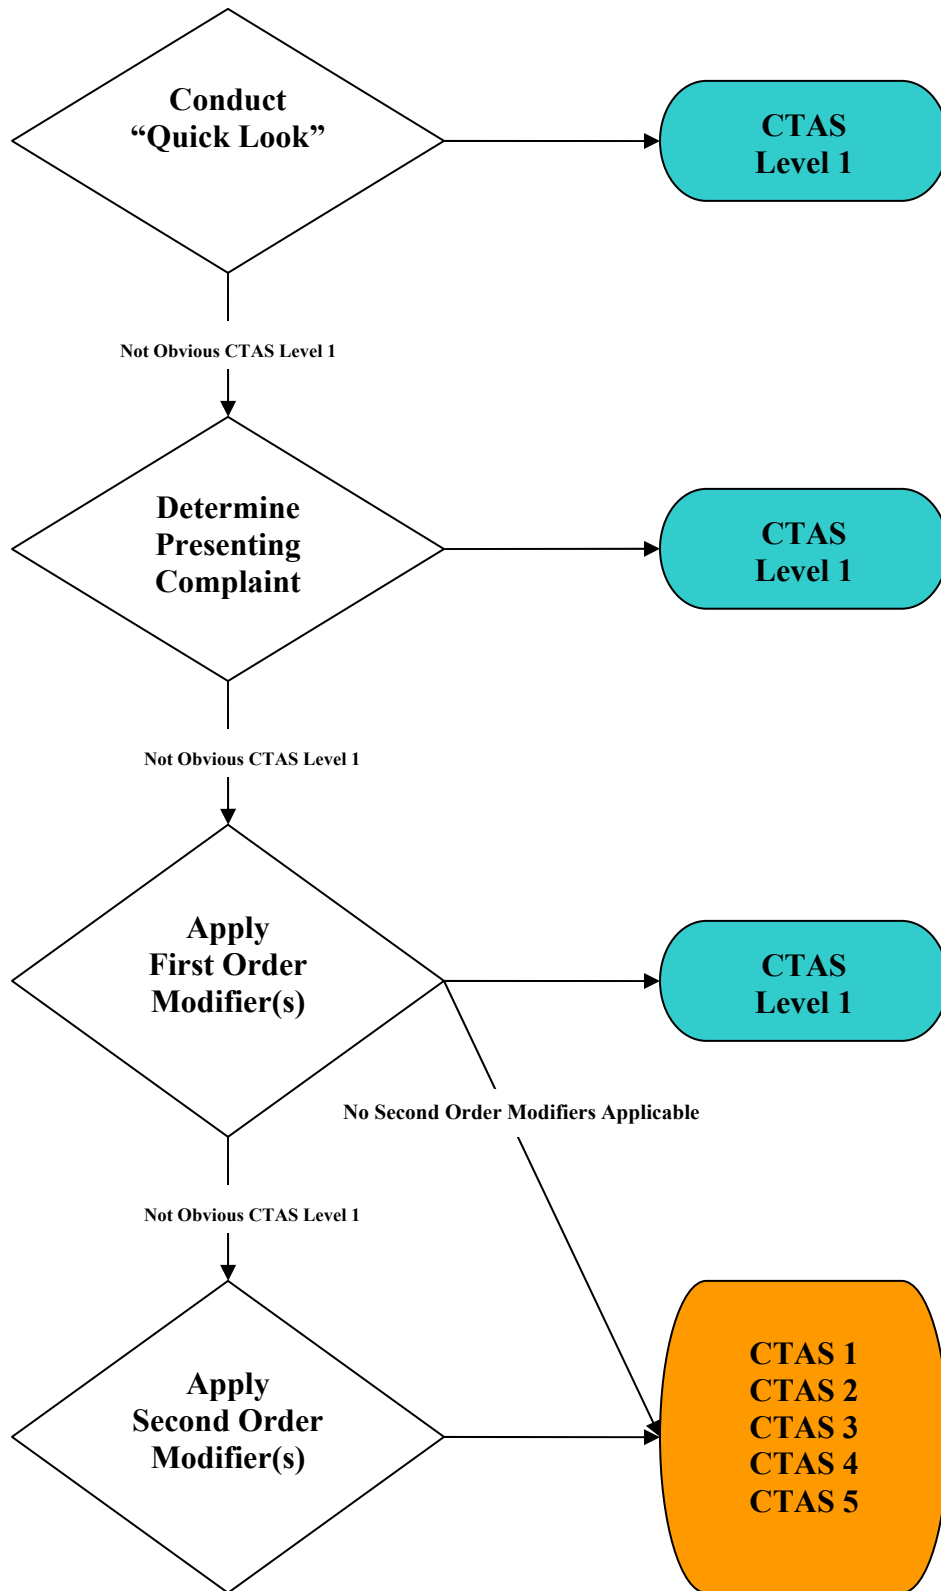 Conduct
“Quick Look”
CTAS
Level 1
Not Obvious CTAS Level 1
Determine
Presenting
Complaint
CTAS
Level 1
Not Obvious CTAS Level 1
Apply
First Order
Modifier(s)
CTAS
Level 1
No Second Order Modifiers Applicable
Not Obvious CTAS Level 1
Apply
Second Order
Modifier(s)
CTAS 1
CTAS 2
CTAS 3
CTAS 4
CTAS 5